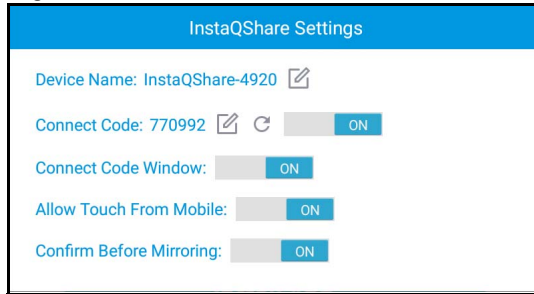 InstaQShare Settings
Device Name: InstaQShare-4920
Connect Code: 770992 ON
Connect Code Window: ON
Allow Touch From Mobile: ON
Confirm Before Mirroring: ON